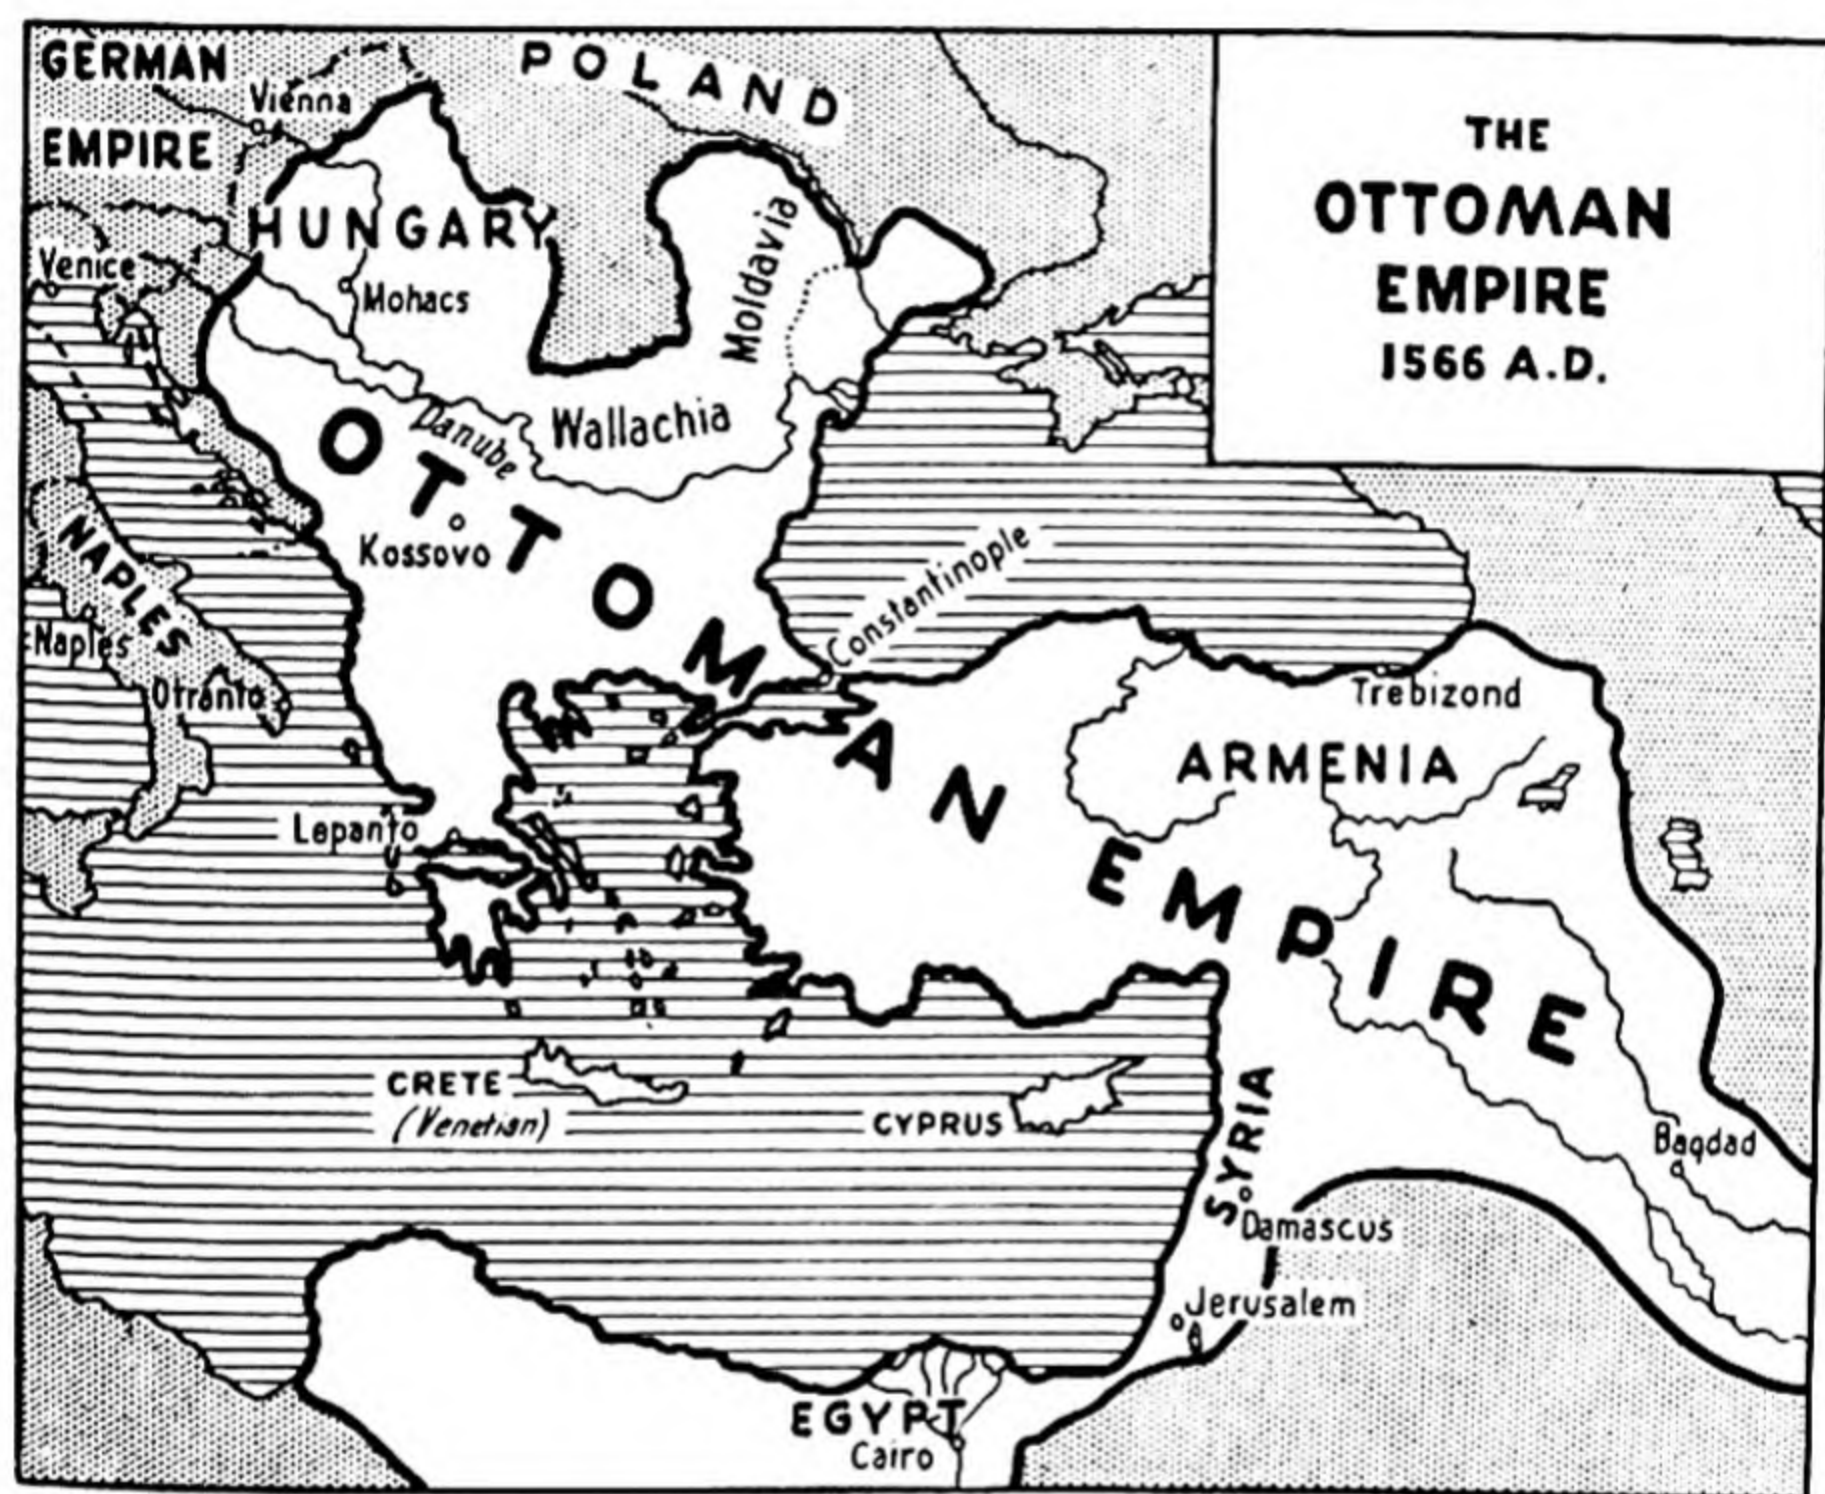 GERMAN
EMPIRE
Vienna
POLAND
THE
OTTOMAN
EMPIRE
1566 A.D.
HUNGARY
Venice
Mohacs
Moldavia
Danube
Wallachia
OTTOMAN EMPIRE
Kossovo
Constantinople
NAPLES
Naples
Otranto
Trebizond
ARMENIA
Lepanto
CRETE
(Venetian)
CYPRUS
SYRIA
Bagdad
Damascus
Jerusalem
EGYPT
Cairo